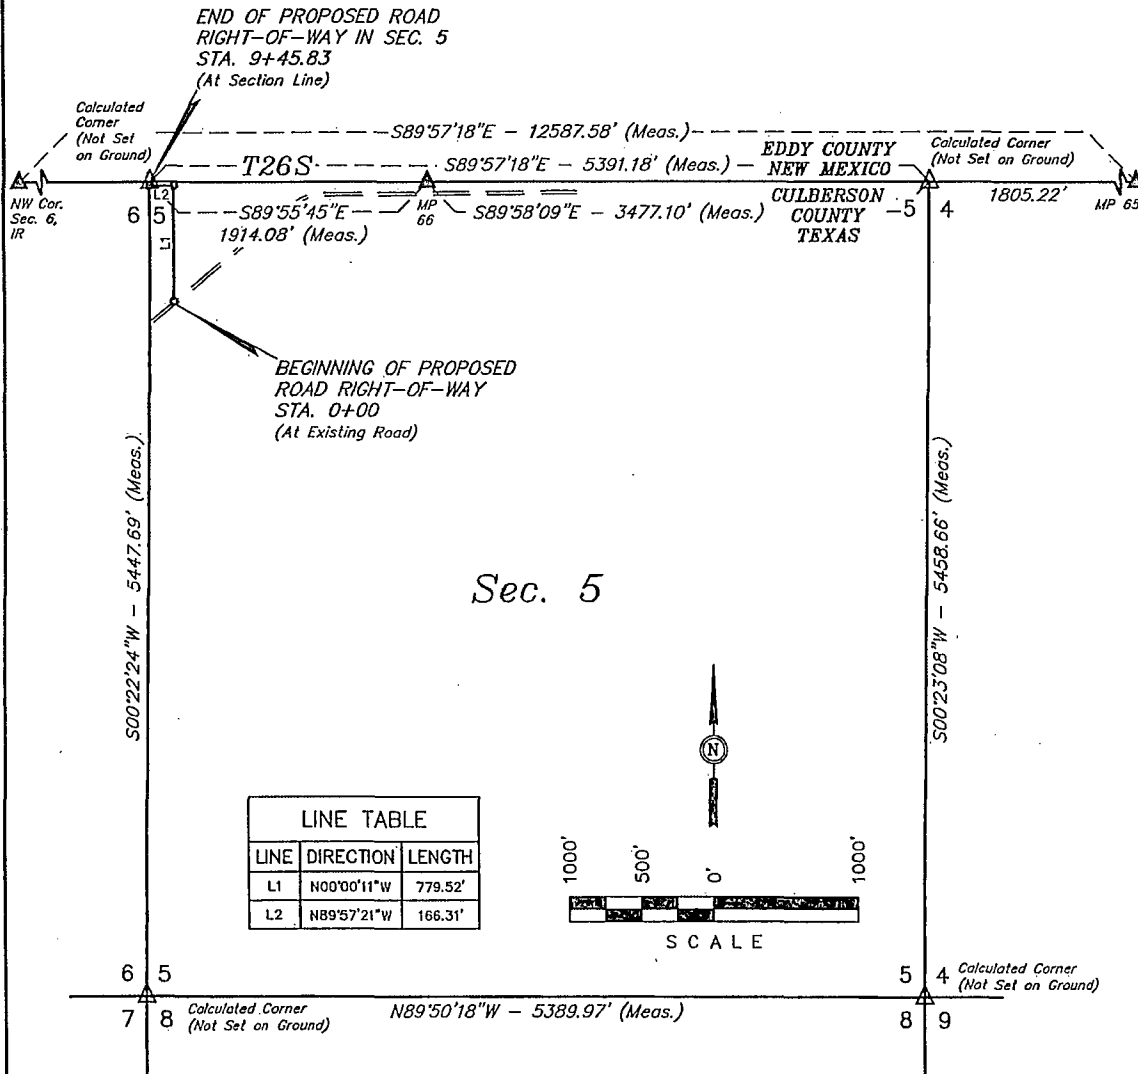 END OF PROPOSED ROAD
RIGHT-OF-WAY IN SEC. 5
STA. 9+45.83
(At Section Line)
Calculated
Corner
(Not Set
on Ground)
S89°57'18"E - 12587.58' (Meas.)
T26S
S89°57'18"E - 5391.18' (Meas.)
EDDY COUNTY
NEW MEXICO
Calculated Corner
(Not Set on Ground)
NW Cor.
Sec. 6,
IR
6 5
L2
L1
S89°55'45"E
1914.08' (Meas.)
MP
66
S89°58'09"E - 3477.10' (Meas.)
CULBERSON
COUNTY
TEXAS
5 4
1805.22'
MP 65
BEGINNING OF PROPOSED
ROAD RIGHT-OF-WAY
STA. 0+00
(At Existing Road)
S00°22'24"W - 5447.69' (Meas.)
S00°23'08"W - 5458.66' (Meas.)
Sec. 5
N
LINE TABLE
LINE DIRECTION LENGTH
L1 N00°00'11"W 779.52'
L2 N89°57'21"W 166.31'
1000' 500' 0' 1000'
SCALE
6 5
7 8
Calculated Corner
(Not Set on Ground)
N89°50'18"W - 5389.97' (Meas.)
5 4
8 9
Calculated Corner
(Not Set on Ground)